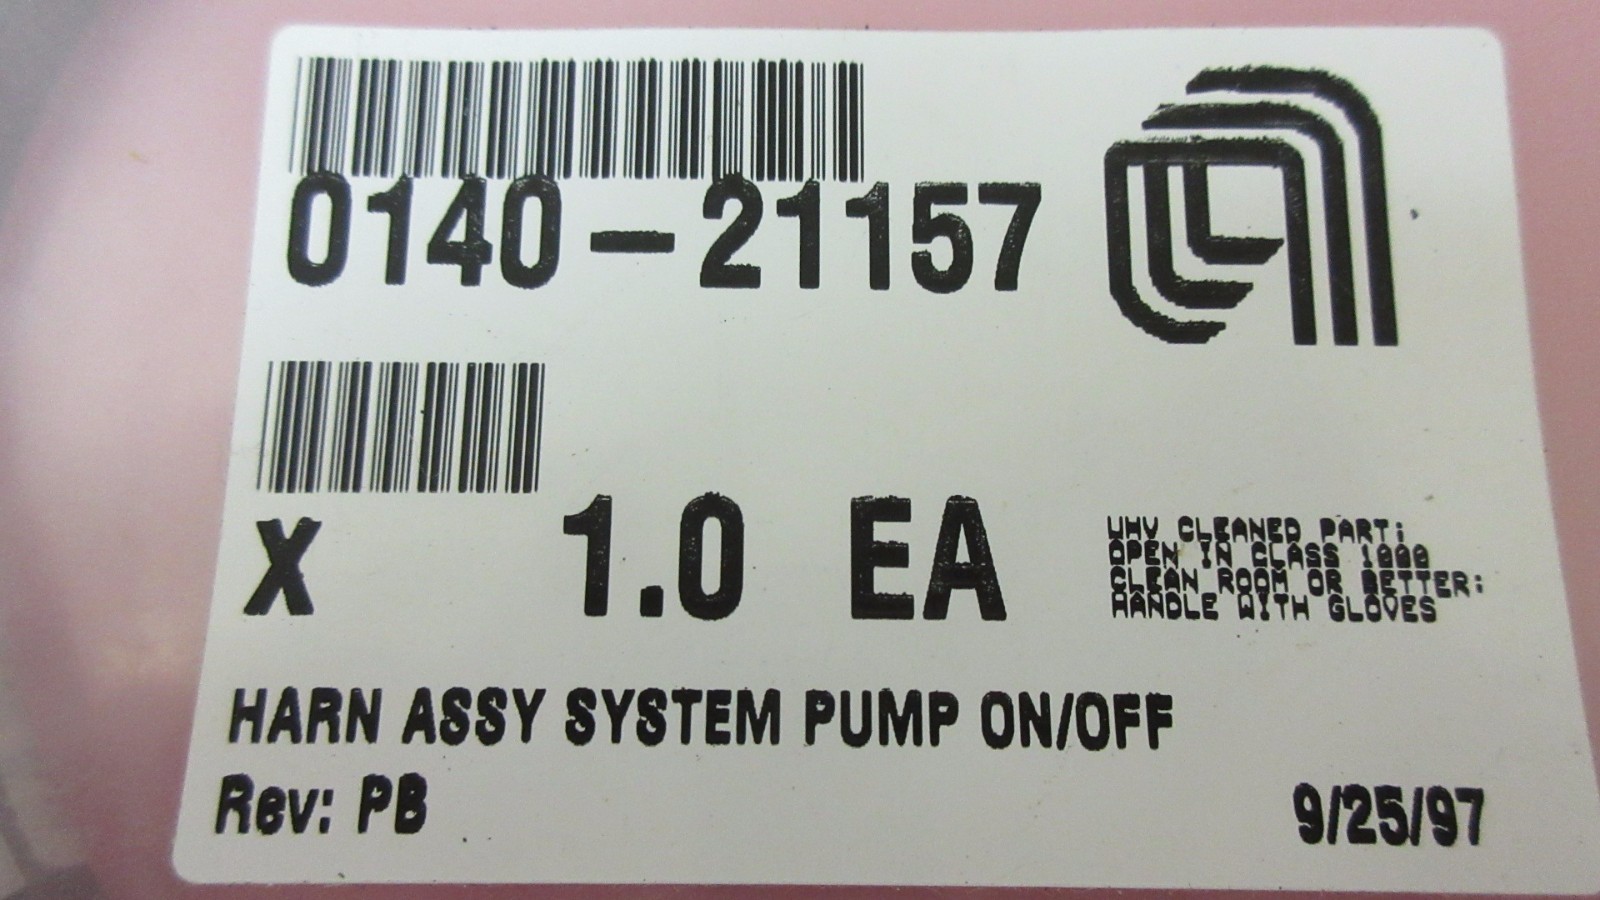 0140-21157
X 1.0 EA
UHV CLEANED PART;
OPEN IN CLASS 1000
CLEAN ROOM OR BETTER;
HANDLE WITH GLOVES
HARN ASSY SYSTEM PUMP ON/OFF
Rev: PB 9/25/97